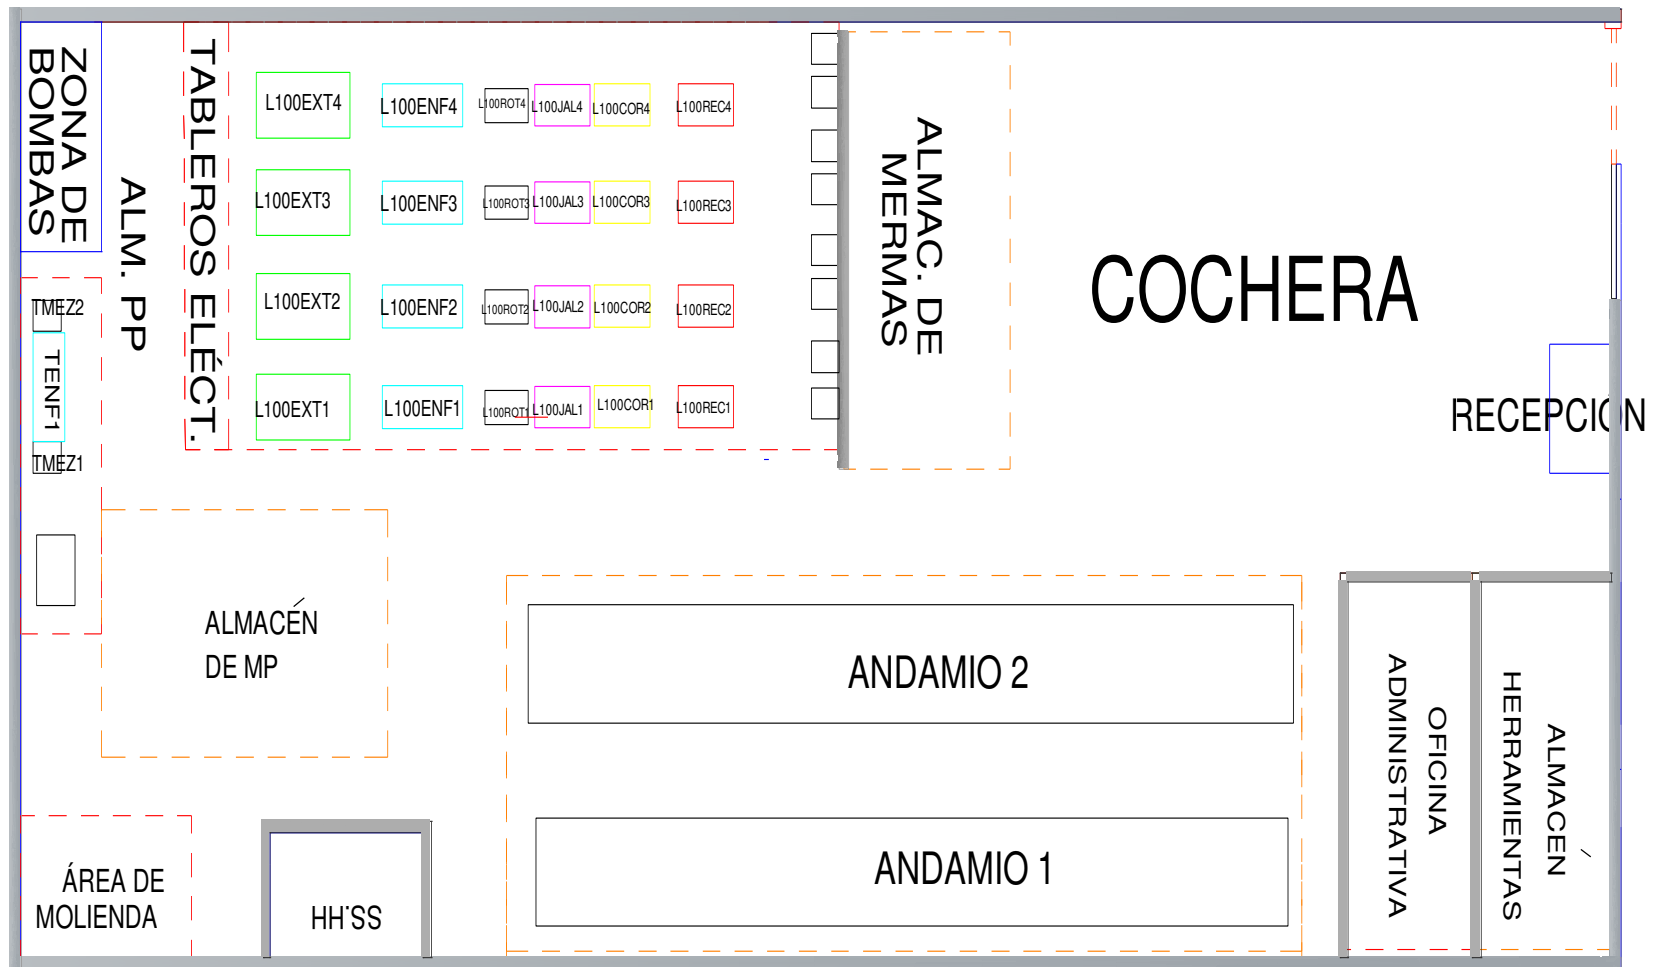 ZONA DE
BOMBAS
ALM. PP
TABLEROS ELÉCT.
L100EXT4
L100ENF4
L100ROT4
L100JAL4
L100COR4
L100REC4
L100EXT3
L100ENF3
L100ROT3
L100JAL3
L100COR3
L100REC3
L100EXT2
L100ENF2
L100ROT2
L100JAL2
L100COR2
L100REC2
L100EXT1
L100ENF1
L100ROT1
L100JAL1
L100COR1
L100REC1
ALMAC. DE
MERMAS
COCHERA
RECEPCIÓN
TMEZ2
TENF1
TMEZ1
ALMACÉN
DE MP
ANDAMIO 2
ANDAMIO 1
OFICINA
ADMINISTRATIVA
ALMACÉN
HERRAMIENTAS
ÁREA DE
MOLIENDA
HH.SS